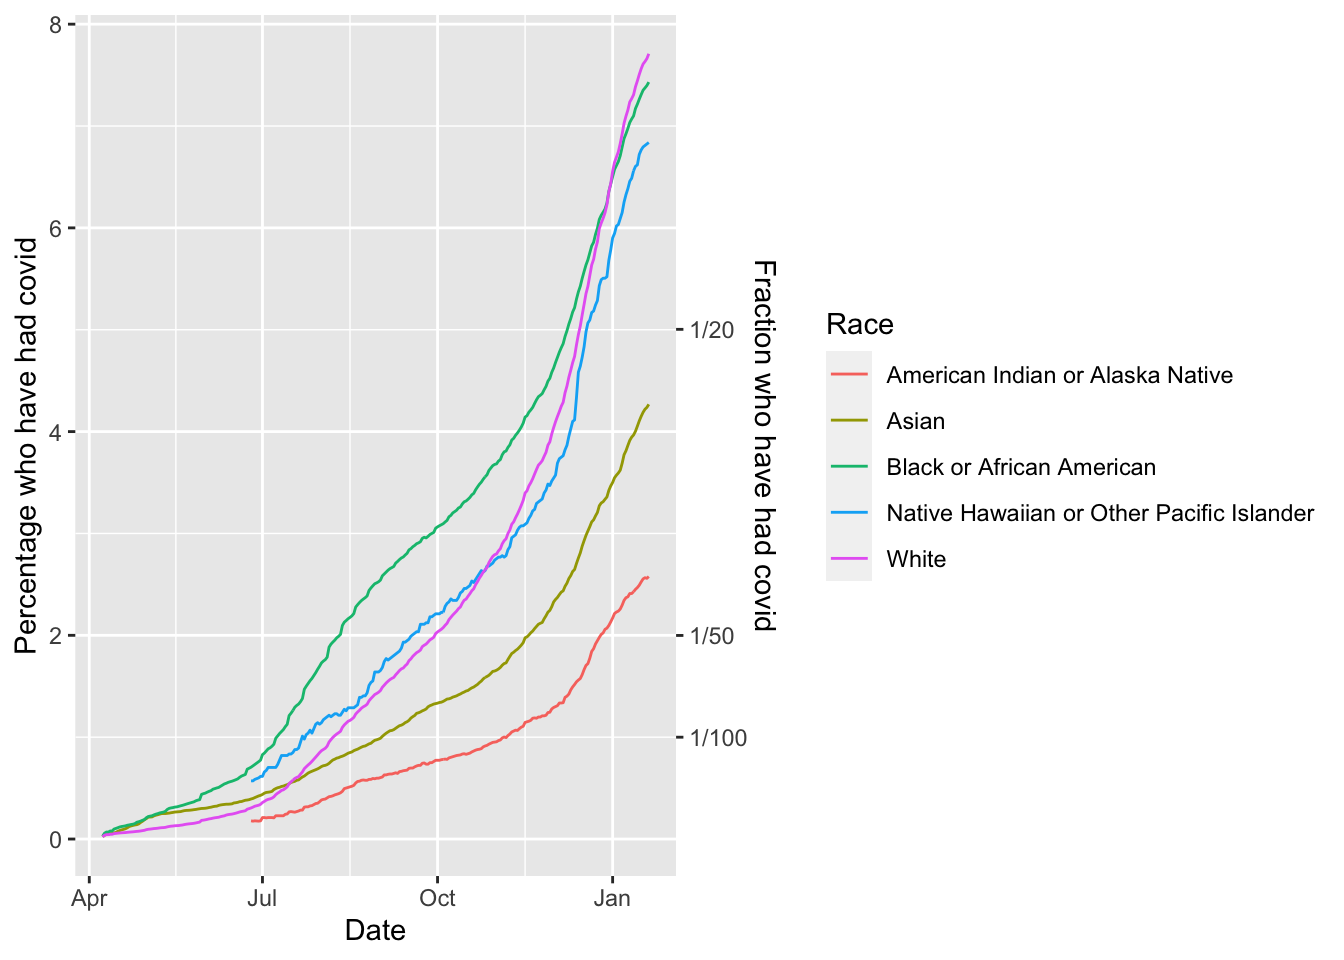 Percentage who have had covid
8
6
4
2
0
Apr
Jul
Oct
Jan
Date
1/20
1/50
1/100
Fraction who have had covid
Race
American Indian or Alaska Native
Asian
Black or African American
Native Hawaiian or Other Pacific Islander
White